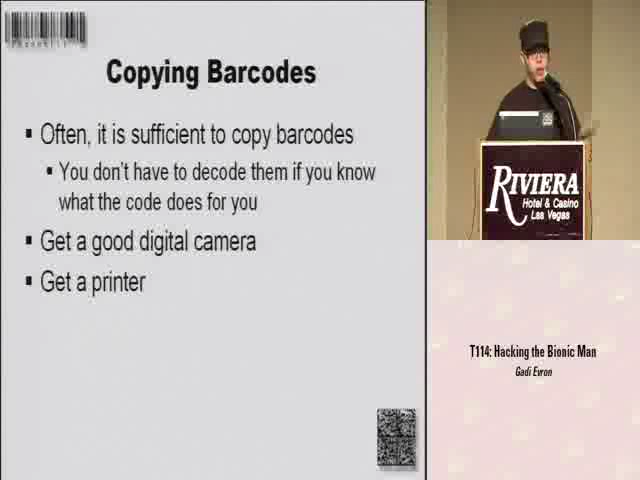 Copying Barcodes
Often, it is sufficient to copy barcodes
You don't have to decode them if you know
what the code does for you
Get a good digital camera
Get a printer
RIVIERA
Hotel & Casino
Las Vegas
T114: Hacking the Bionic Man
Gadi Evron